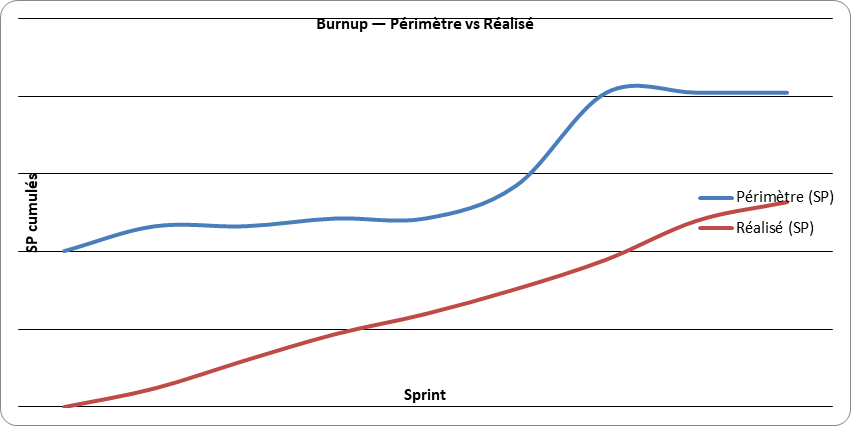 Burnup — Périmètre vs Réalisé
SP cumulés
Périmètre (SP)
Réalisé (SP)
Sprint